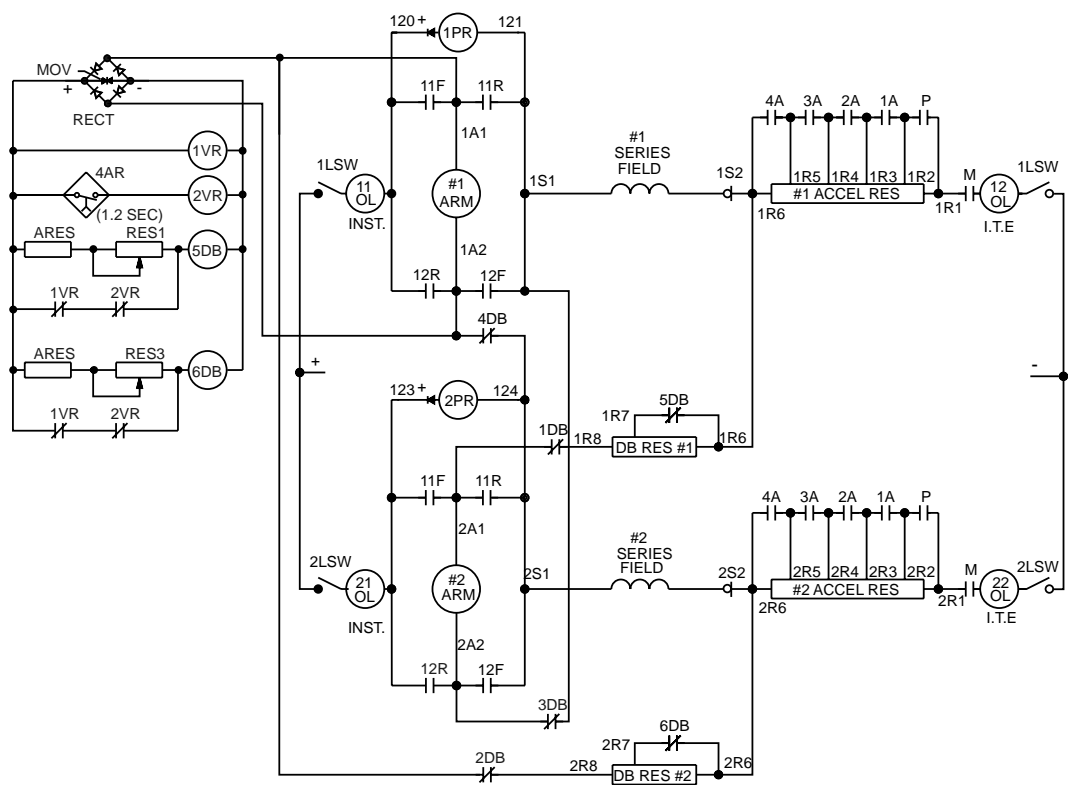 120 +
121
1PR
MOV
+
-
RECT
11F
11R
1A1
4A
3A
2A
1A
P
#1
SERIES
FIELD
1VR
4AR
2VR
(1.2 SEC)
1LSW
11
OL
INST.
#1
ARM
1S1
1S2
1R6
1R5
1R4
1R3
1R2
#1 ACCEL RES
1R1
M
12
OL
I.T.E
1LSW
ARES
RES1
5DB
1A2
12R
12F
1VR
2VR
4DB
ARES
RES3
6DB
+
-
123 +
124
2PR
1VR
2VR
5DB
1R7
1DB
1R8
DB RES #1
1R6
11F
11R
2A1
4A
3A
2A
1A
P
#2
SERIES
FIELD
2LSW
21
OL
INST.
#2
ARM
2S1
2S2
2R6
2R5
2R4
2R3
2R2
#2 ACCEL RES
2R1
M
22
OL
I.T.E
2LSW
2A2
12R
12F
3DB
6DB
2R7
2DB
2R8
DB RES #2
2R6